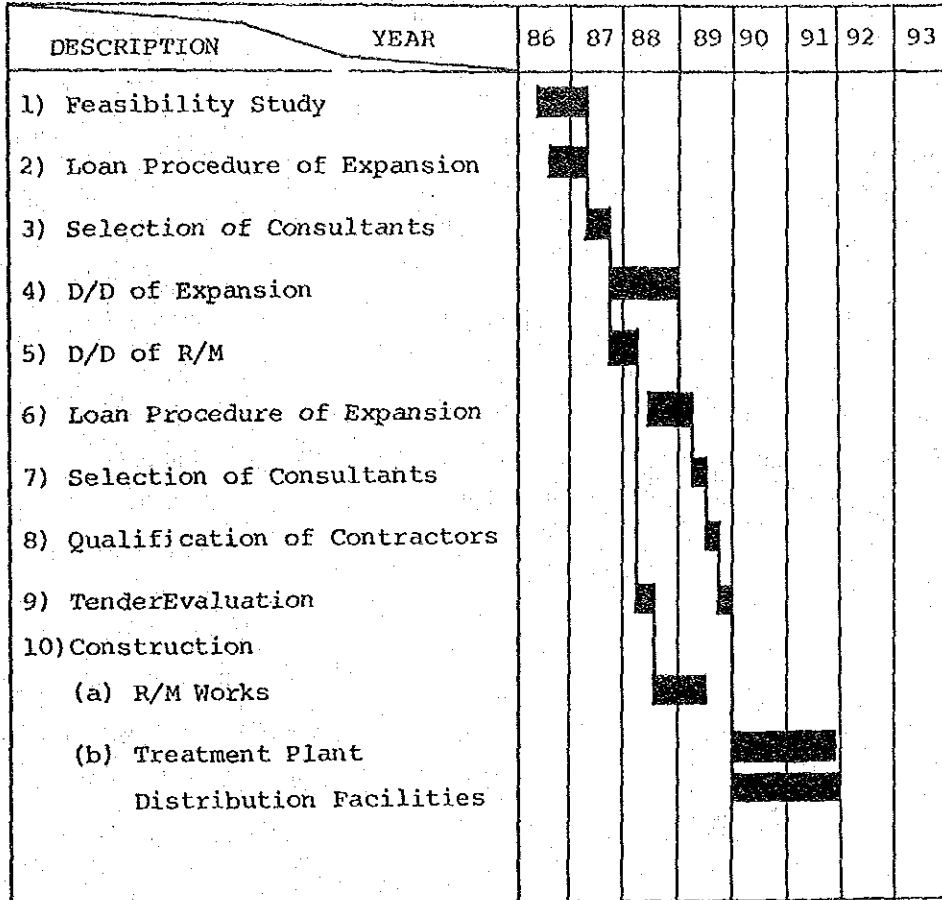 DESCRIPTION YEAR 86 87 88 89 90 91 92 93
1) Feasibility Study
2) Loan Procedure of Expansion
3) Selection of Consultants
4) D/D of Expansion
5) D/D of R/M
6) Loan Procedure of Expansion
7) Selection of Consultants
8) Qualification of Contractors
9) TenderEvaluation
10)Construction
(a) R/M Works
(b) Treatment Plant
Distribution Facilities